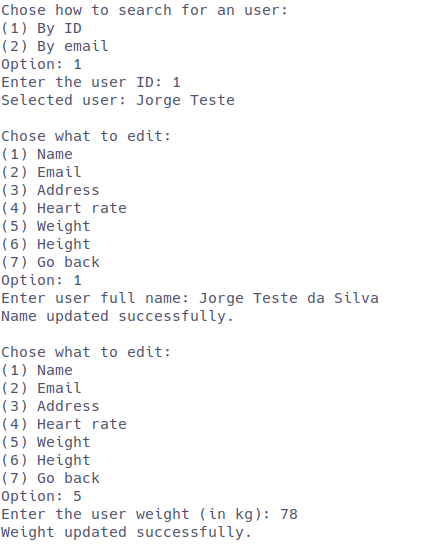 Chose how to search for an user:
(1) By ID
(2) By email
Option: 1
Enter the user ID: 1
Selected user: Jorge Teste

Chose what to edit:
(1) Name
(2) Email
(3) Address
(4) Heart rate
(5) Weight
(6) Height
(7) Go back
Option: 1
Enter user full name: Jorge Teste da Silva
Name updated successfully.

Chose what to edit:
(1) Name
(2) Email
(3) Address
(4) Heart rate
(5) Weight
(6) Height
(7) Go back
Option: 5
Enter the user weight (in kg): 78
Weight updated successfully.